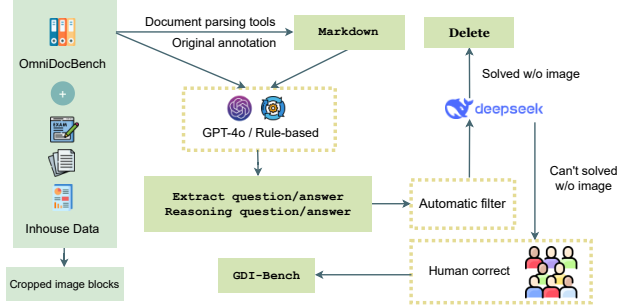 OmniDocBench
+
EXAM
Inhouse Data
Cropped image blocks
Document parsing tools
Original annotation
Markdown
GPT-4o / Rule-based
Extract question/answer
Reasoning question/answer
Automatic filter
Delete
Solved w/o image
deepseek
Can't solved
w/o image
Human correct
GDI-Bench